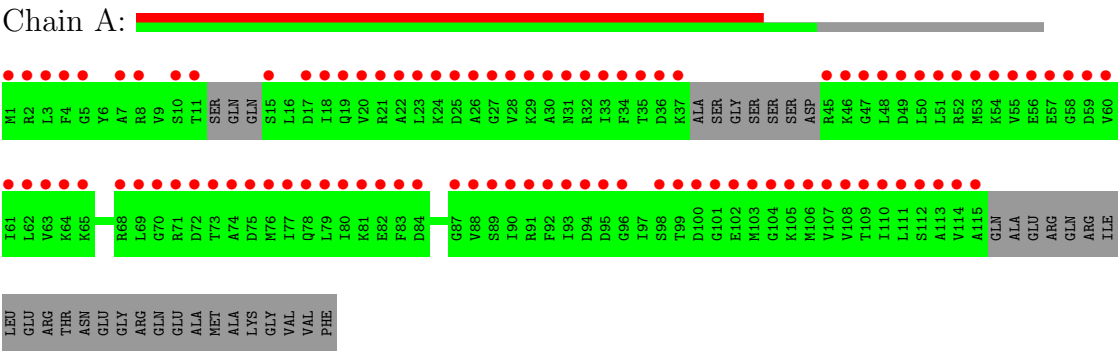 Chain A:
M1 R2 L3 F4 G5 Y6 A7 R8 V9 S10 T11 SER GLN GLN S15 L16 D17 I18 Q19 V20 R21 A22 L23 K24 D25 A26 G27 V28 K29 A30 N31 R32 I33 F34 T35 D36 K37 ALA SER GLY SER SER SER ASP R45 K46 G47 L48 D49 L50 L51 R52 M53 K54 V55 E56 E57 G58 D59 V60
I61 L62 V63 K64 K65 R68 L69 G70 R71 D72 T73 A74 D75 M76 I77 Q78 L79 I80 K81 E82 F83 D84 G87 V88 S89 I90 R91 F92 I93 D94 D95 G96 I97 S98 T99 D100 G101 E102 M103 G104 K105 M106 V107 V108 T109 I110 L111 S112 A113 V114 A115 GLN ALA GLU ARG GLN ARG ILE
LEU GLU ARG THR ASN GLU GLY ARG GLN GLU ALA MET ALA LYS GLY VAL VAL PHE